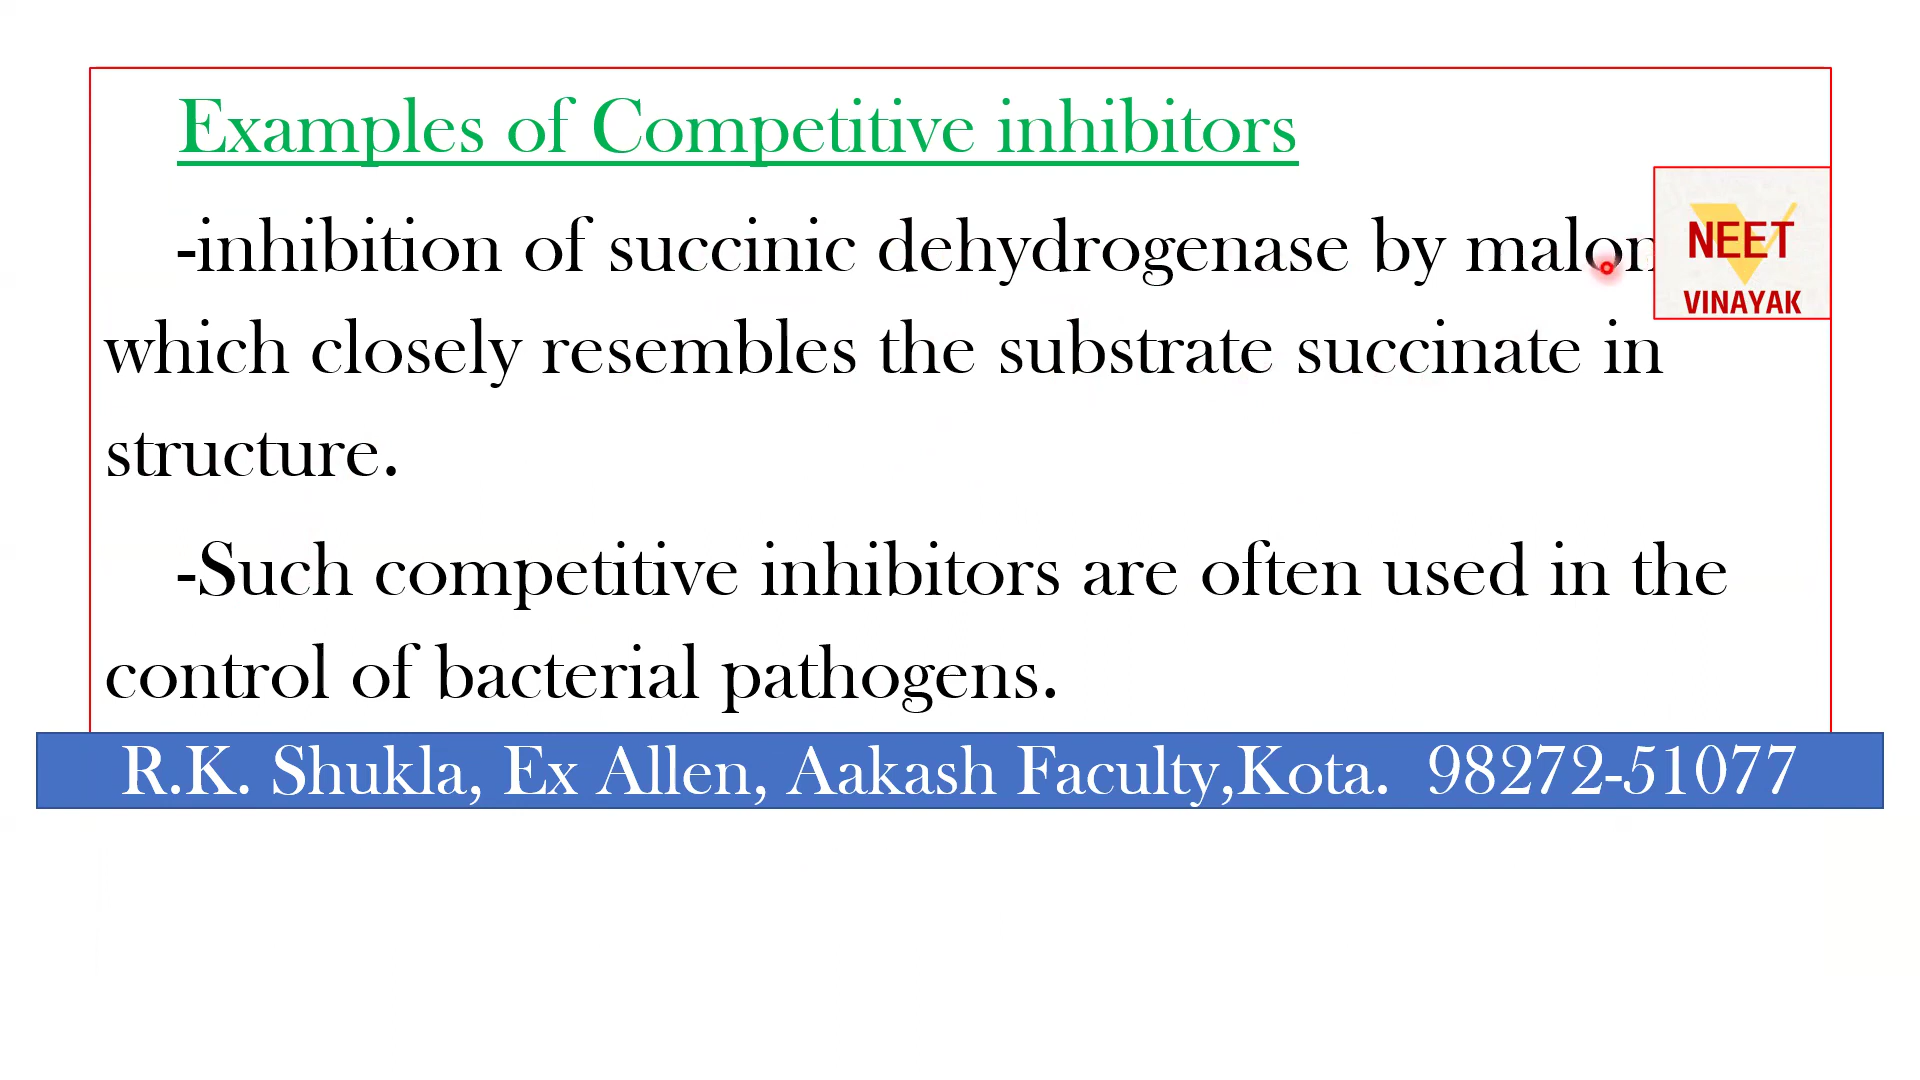 Examples of Competitive inhibitors
-inhibition of succinic dehydrogenase by malon
NEET
VINAYAK
which closely resembles the substrate succinate in
structure.
-Such competitive inhibitors are often used in the
control of bacterial pathogens.
R.K. Shukla, Ex Allen, Aakash Faculty,Kota. 98272-51077